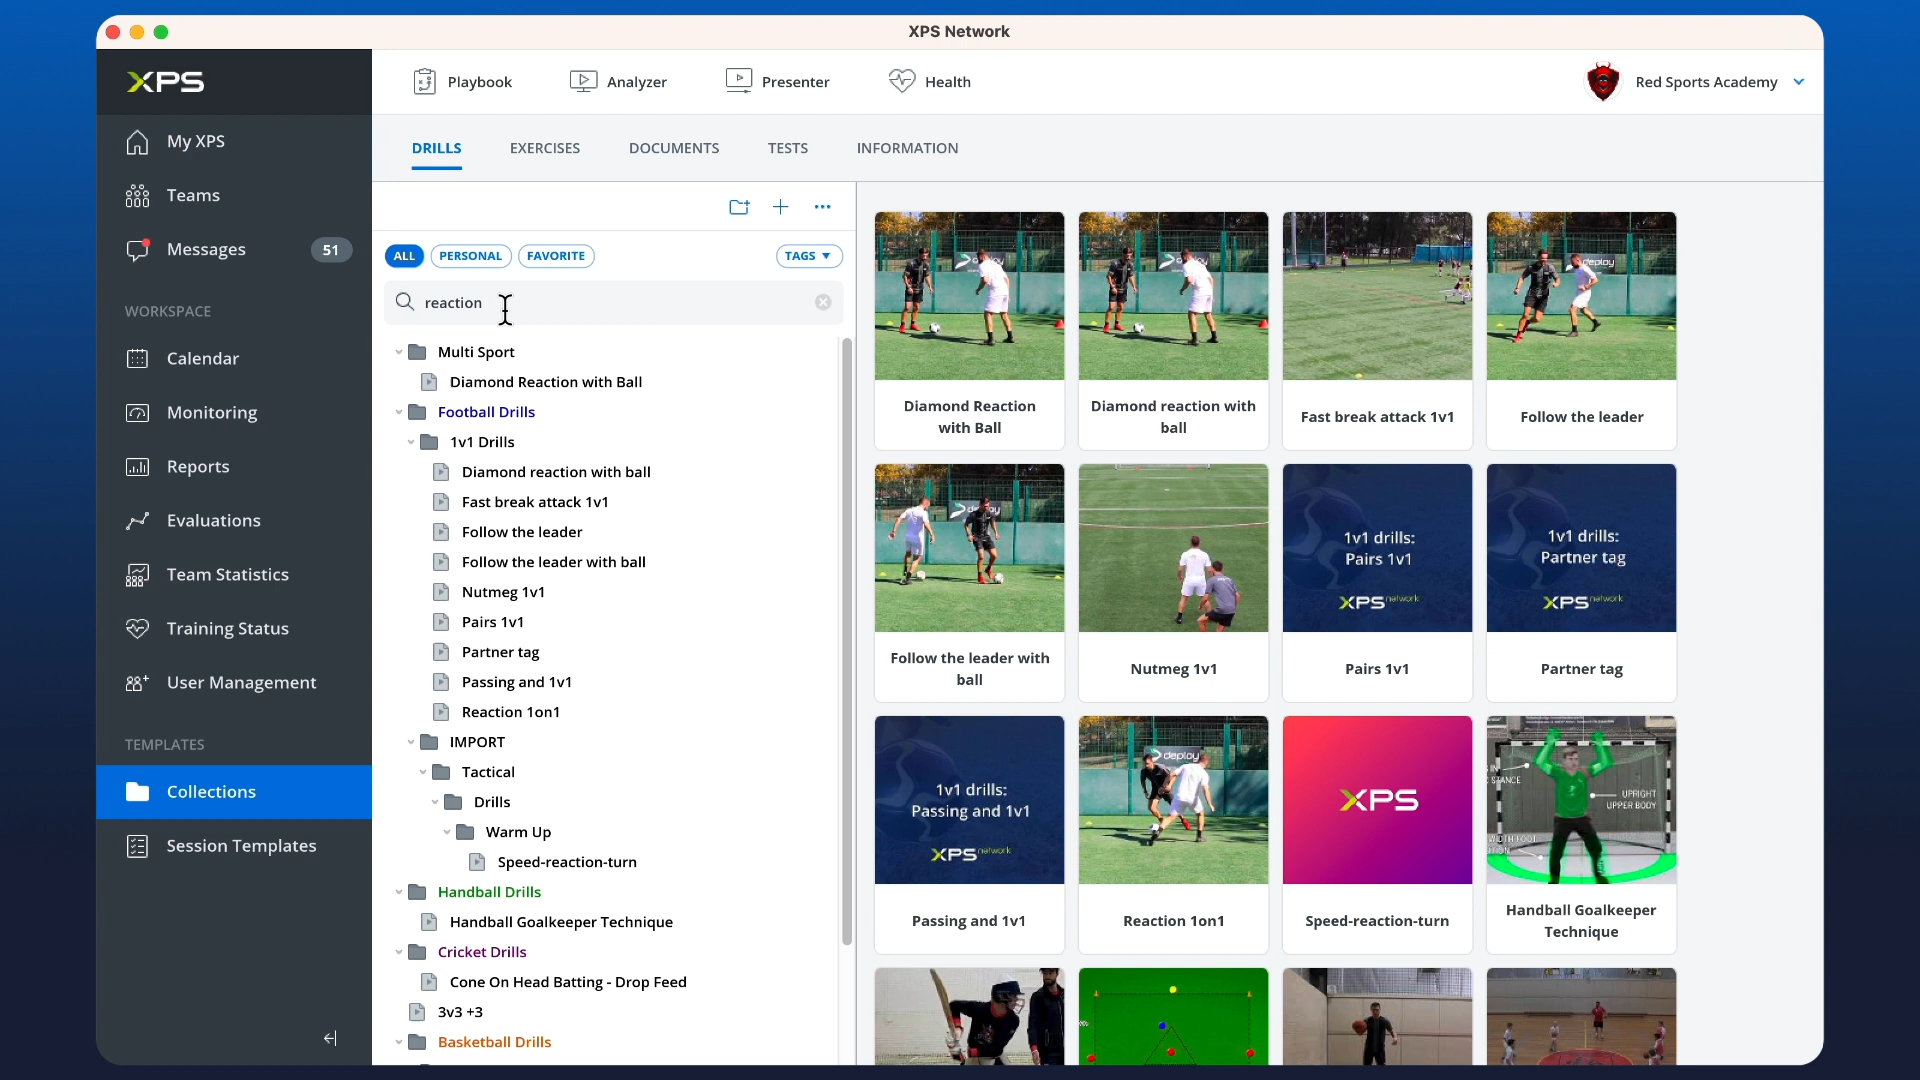 XPS Network
XPS
Playbook
Analyzer
Presenter
Health
Red Sports Academy
My XPS
Teams
Messages
51
WORKSPACE
Calendar
Monitoring
Reports
Evaluations
Team Statistics
Training Status
User Management
TEMPLATES
Collections
Session Templates
DRILLS
EXERCISES
DOCUMENTS
TESTS
INFORMATION
ALL
PERSONAL
FAVORITE
TAGS
reaction
Multi Sport
Diamond Reaction with Ball
Football Drills
1v1 Drills
Diamond reaction with ball
Fast break attack 1v1
Follow the leader
Follow the leader with ball
Nutmeg 1v1
Pairs 1v1
Partner tag
Passing and 1v1
Reaction 1on1
IMPORT
Tactical
Drills
Warm Up
Speed-reaction-turn
Handball Drills
Handball Goalkeeper Technique
Cricket Drills
Cone On Head Batting - Drop Feed
3v3 +3
Basketball Drills
Diamond Reaction
with Ball
Diamond reaction with
ball
Fast break attack 1v1
deploy
Follow the leader
Follow the leader with
ball
Nutmeg 1v1
1v1 drills:
Pairs 1v1
XPS network
Pairs 1v1
1v1 drills:
Partner tag
XPS network
Partner tag
1v1 drills:
Passing and 1v1
XPS network
Passing and 1v1
deploy
Reaction 1on1
XPS
Speed-reaction-turn
UPRIGHT
UPPER BODY
Handball Goalkeeper
Technique